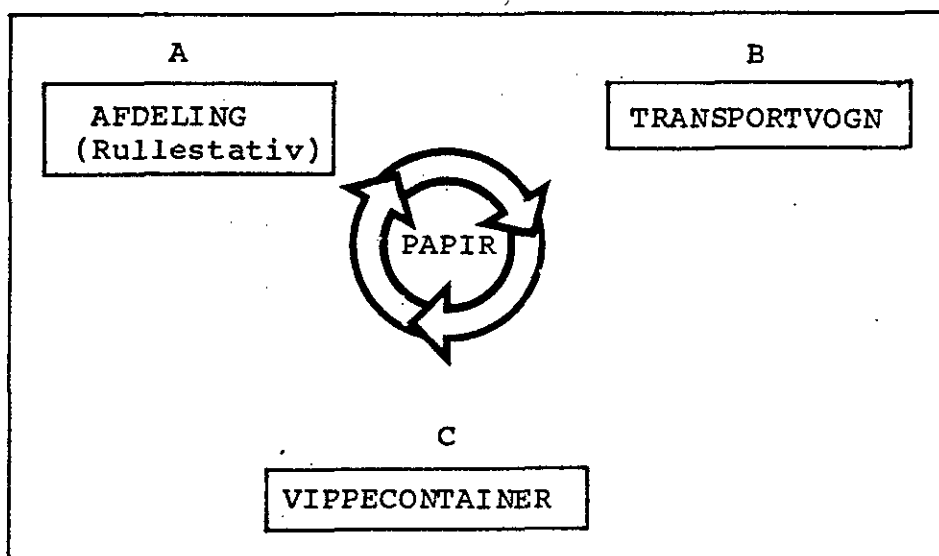 A
AFDELING
(Rullestativ)
B
TRANSPORTVOGN
PAPIR
C
VIPPECONTAINER